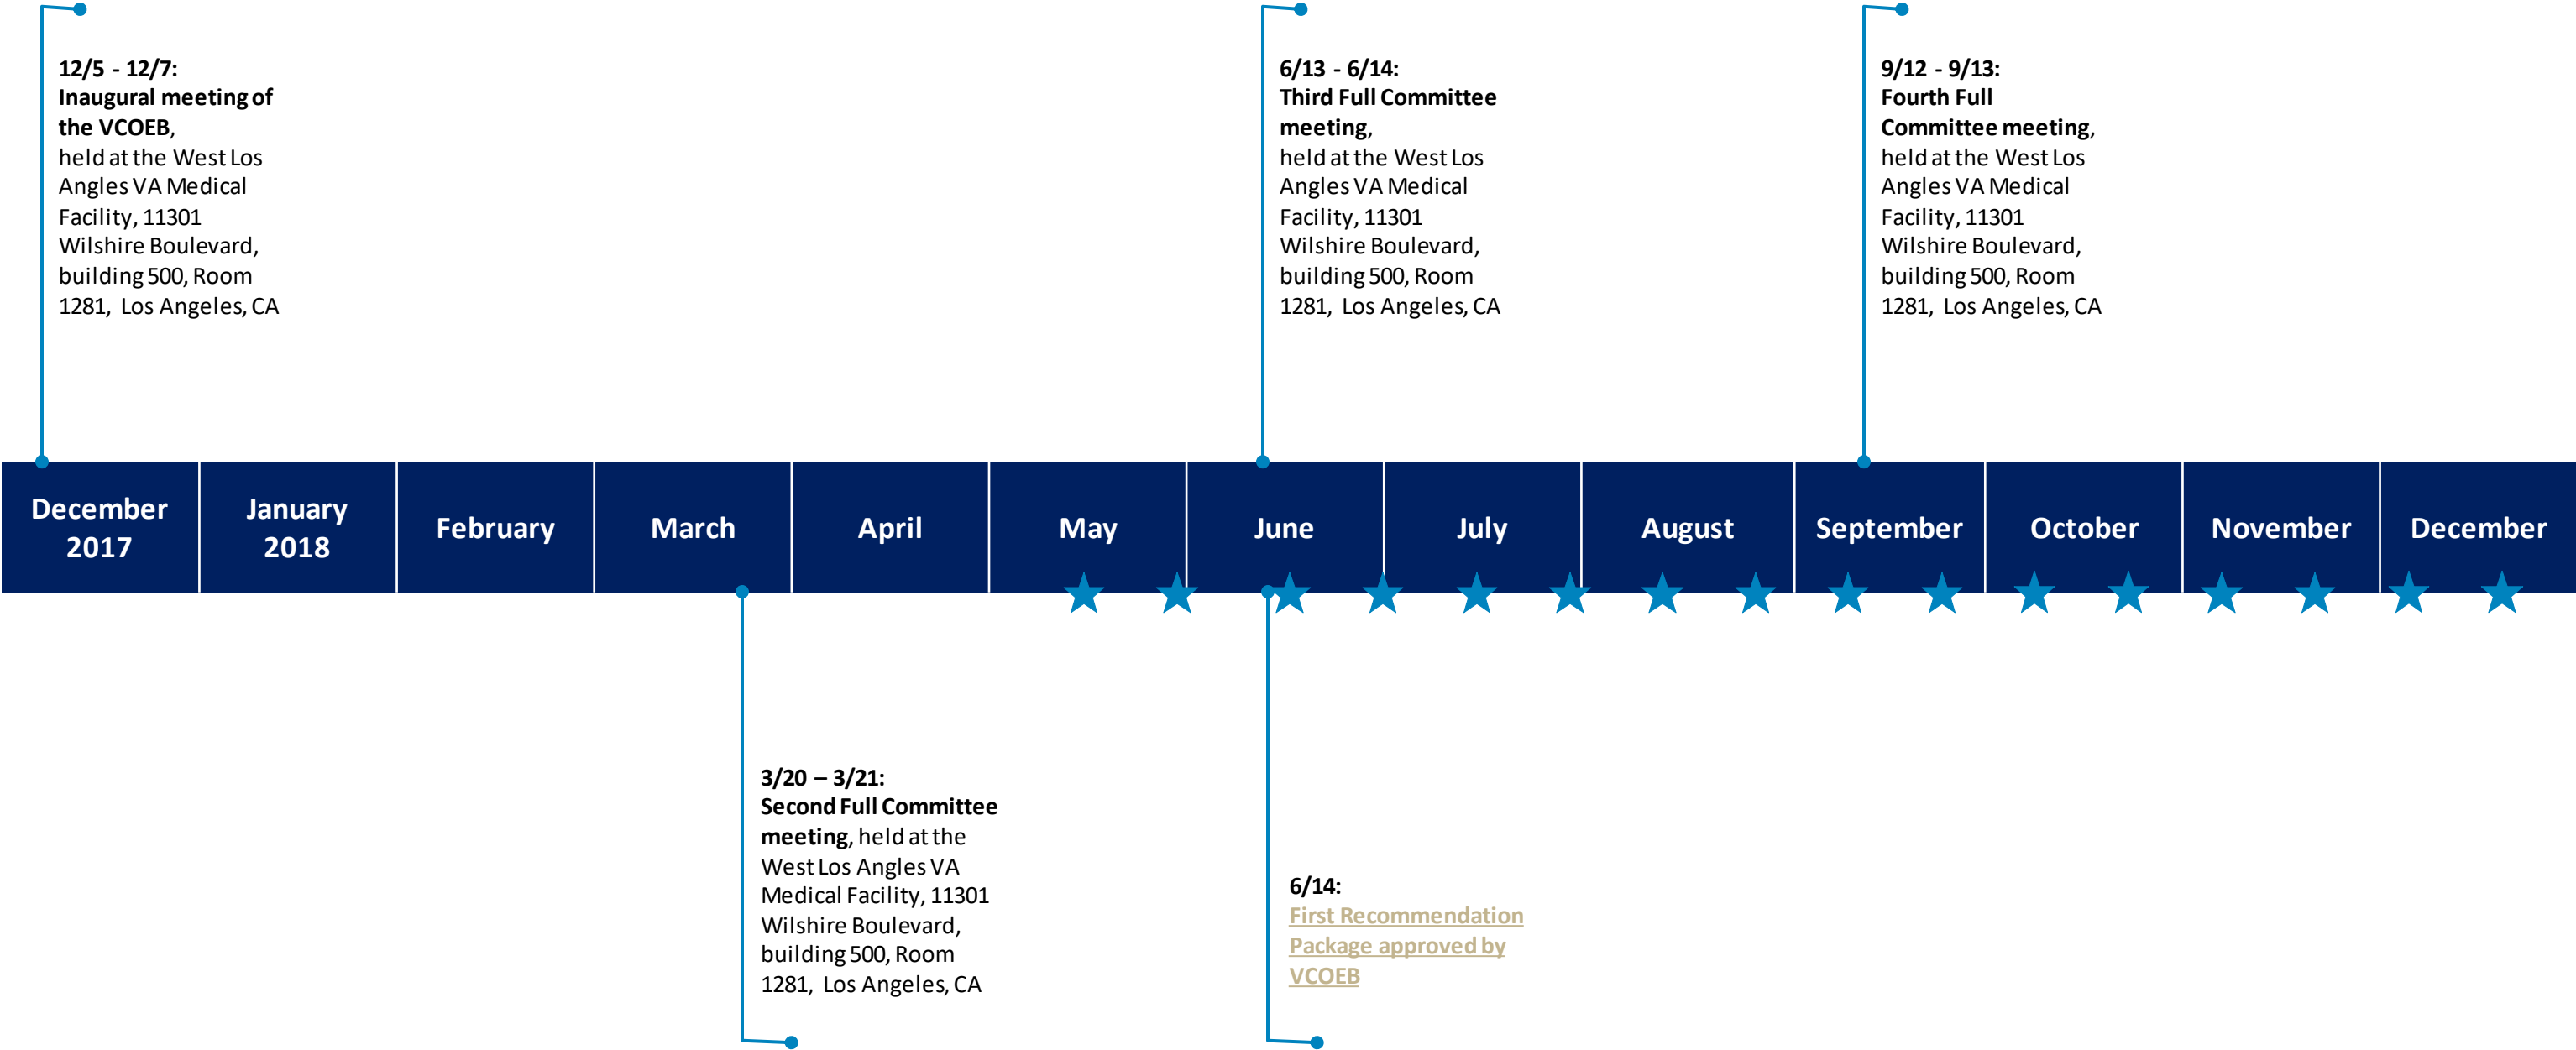 12/5 - 12/7:
Inaugural meeting of
the VCOEB,
held at the West Los
Angles VA Medical
Facility, 11301
Wilshire Boulevard,
building 500, Room
1281, Los Angeles, CA
6/13 - 6/14:
Third Full Committee
meeting,
held at the West Los
Angles VA Medical
Facility, 11301
Wilshire Boulevard,
building 500, Room
1281, Los Angeles, CA
9/12 - 9/13:
Fourth Full
Committee meeting,
held at the West Los
Angles VA Medical
Facility, 11301
Wilshire Boulevard,
building 500, Room
1281, Los Angeles, CA
December
2017
January
2018
February
March
April
May
June
July
August
September
October
November
December
3/20 – 3/21:
Second Full Committee
meeting, held at the
West Los Angles VA
Medical Facility, 11301
Wilshire Boulevard,
building 500, Room
1281, Los Angeles, CA
6/14:
First Recommendation
Package approved by
VCOEB